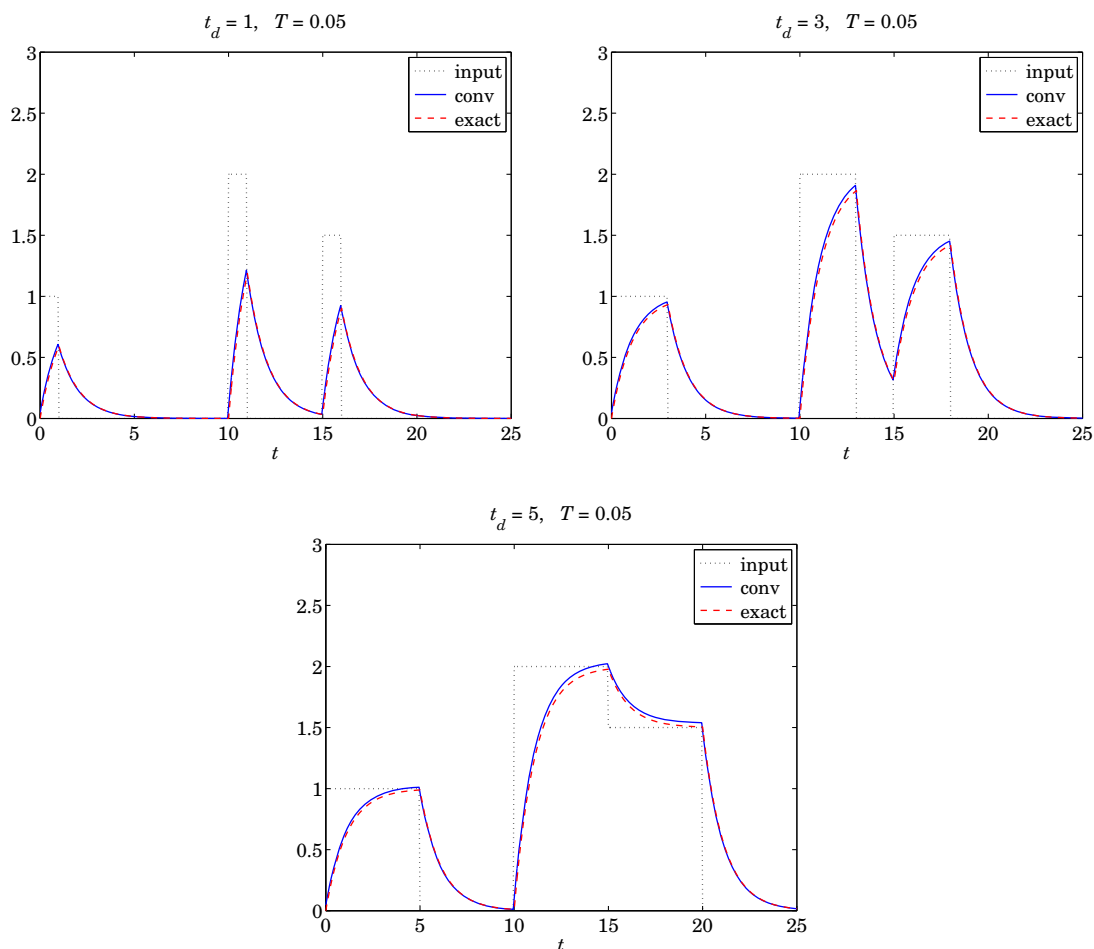 t_d = 1, T = 0.05
3
2.5
2
1.5
1
0.5
0
0 5 10 15 20 25
t
input
conv
exact
t_d = 3, T = 0.05
3
2.5
2
1.5
1
0.5
0
0 5 10 15 20 25
t
input
conv
exact
t_d = 5, T = 0.05
3
2.5
2
1.5
1
0.5
0
0 5 10 15 20 25
t
input
conv
exact